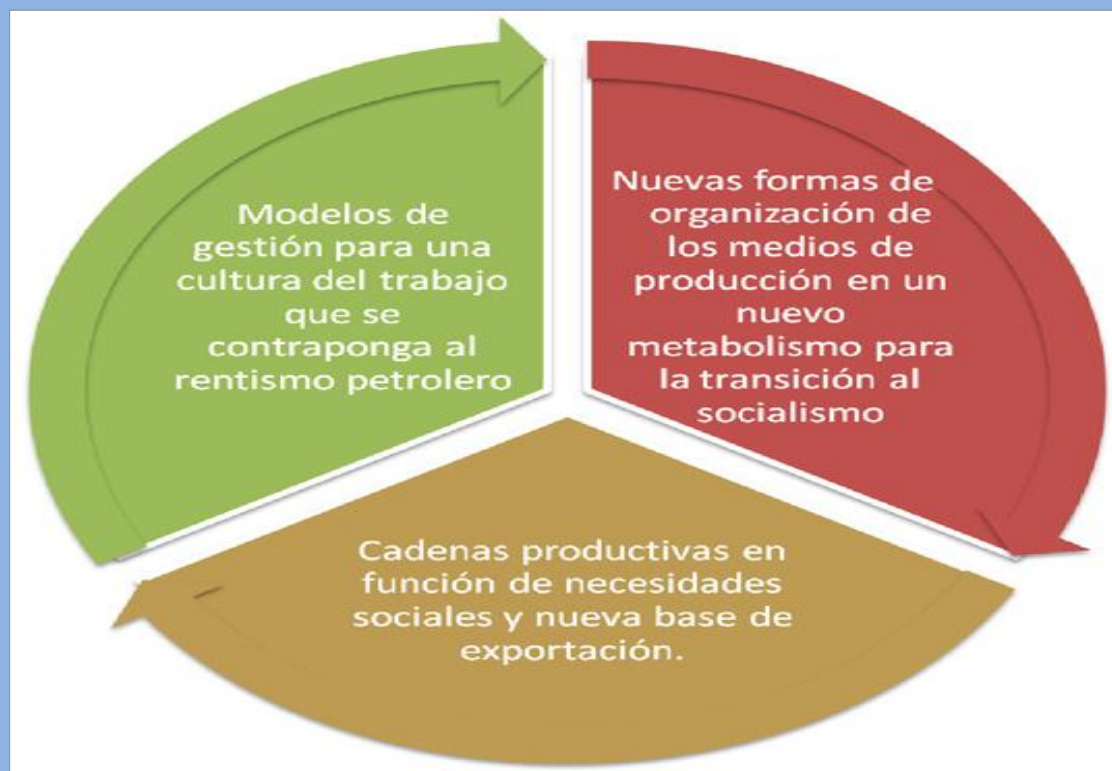 Modelos de
gestión para una
cultura del trabajo
que se
contraponga al
rentismo petrolero
Nuevas formas de
organización de
los medios de
producción en un
nuevo
metabolismo para
la transición al
socialismo
Cadenas productivas en
función de necesidades
sociales y nueva base de
exportación.